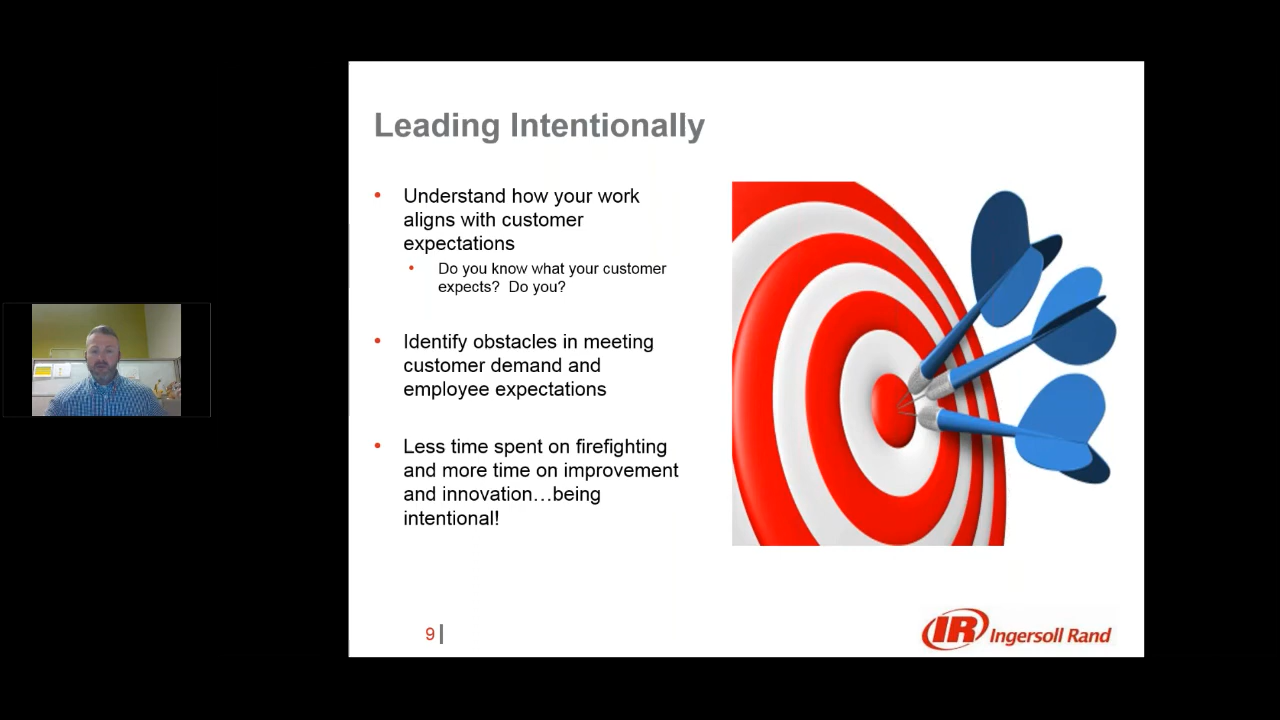 Leading Intentionally
• Understand how your work
aligns with customer
expectations
• Do you know what your customer
expects?  Do you?
• Identify obstacles in meeting
customer demand and
employee expectations
• Less time spent on firefighting
and more time on improvement
and innovation…being
intentional!
9
IR Ingersoll Rand